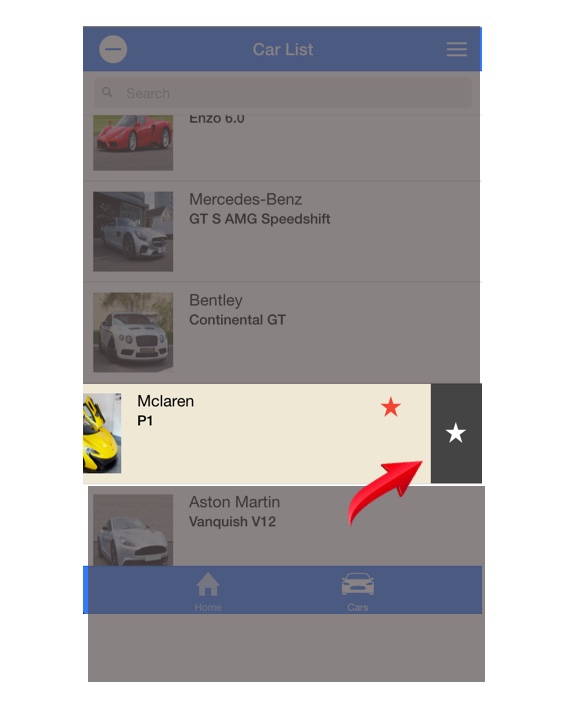 Car List
Search
Enzo 6.0
Mercedes-Benz
GT S AMG Speedshift
Bentley
Continental GT
Mclaren
P1
Aston Martin
Vanquish V12
Home
Cars